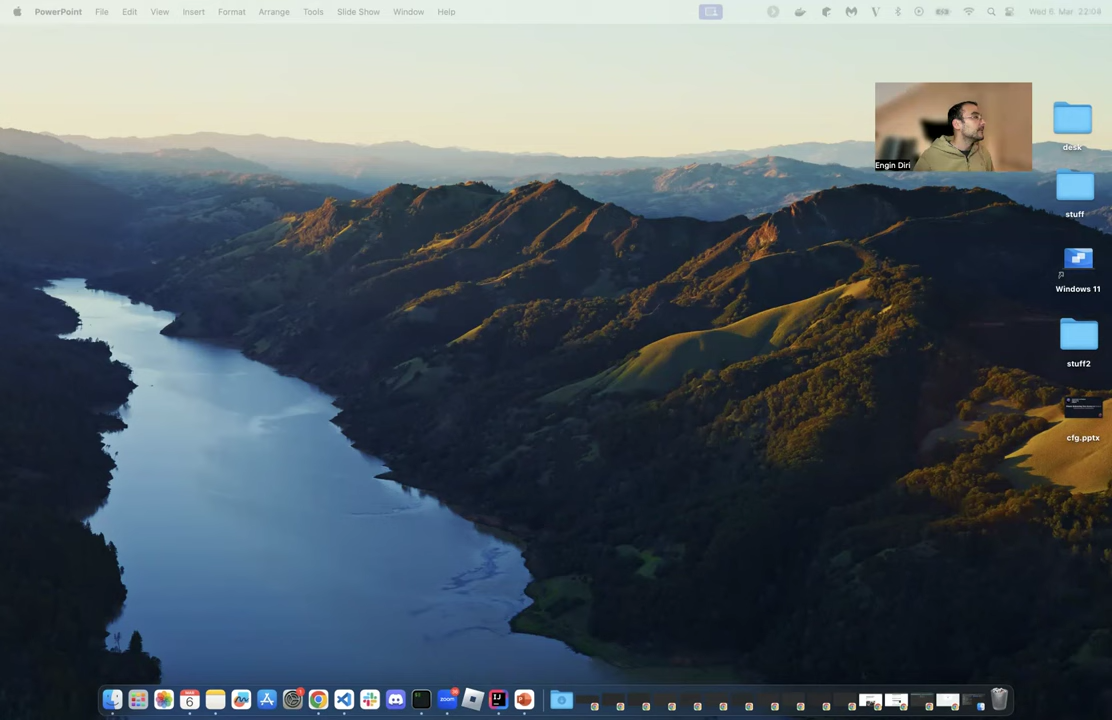 PowerPoint File Edit View Insert Format Arrange Tools Slide Show Window Help Wed 6. Mar 22:04
Engin Diri
desk
stuff
Windows 11
stuff2
cfg.pptx
6